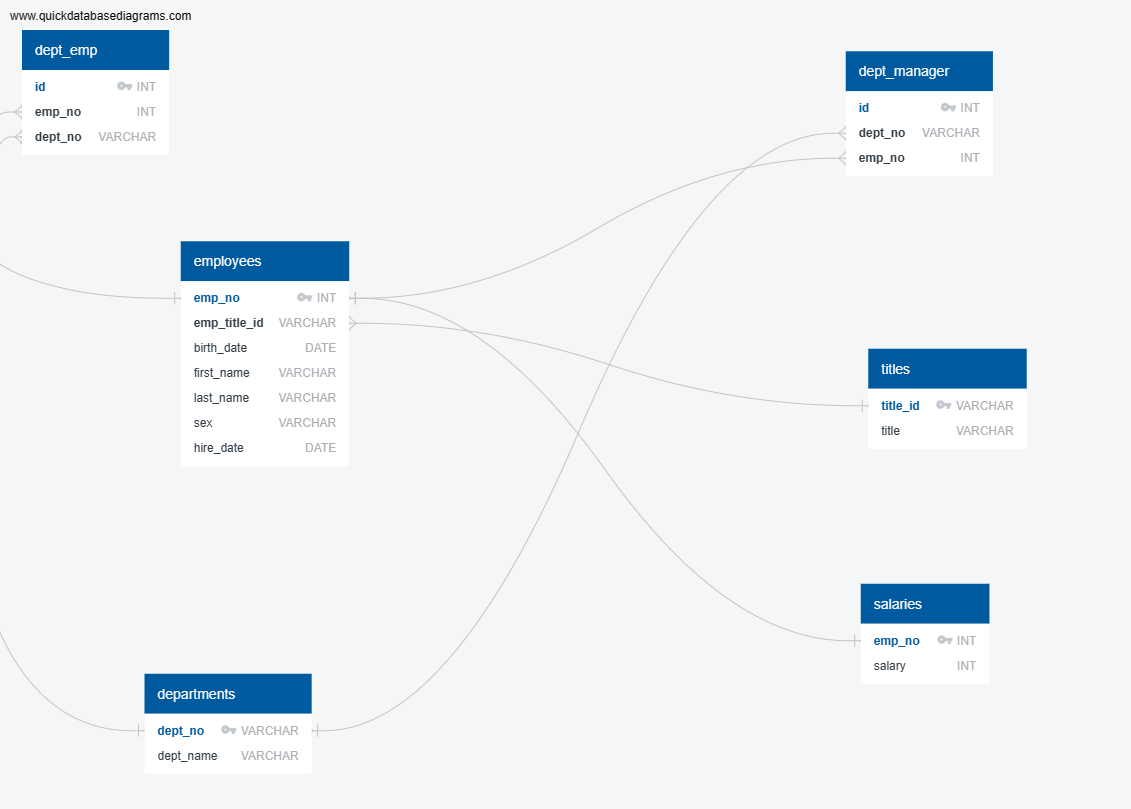 www.quickdatabasediagrams.com
dept_emp
id INT
emp_no INT
dept_no VARCHAR
dept_manager
id INT
dept_no VARCHAR
emp_no INT
employees
emp_no INT
emp_title_id VARCHAR
birth_date DATE
first_name VARCHAR
last_name VARCHAR
sex VARCHAR
hire_date DATE
titles
title_id VARCHAR
title VARCHAR
salaries
emp_no INT
salary INT
departments
dept_no VARCHAR
dept_name VARCHAR